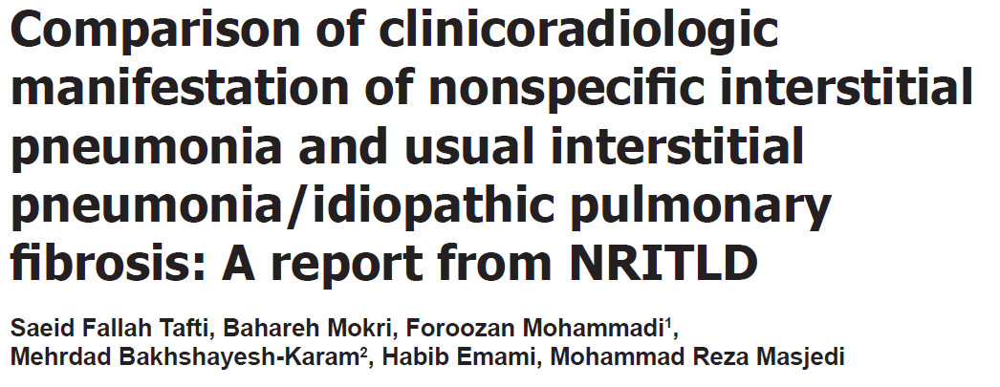 Comparison of clinicoradiologic
manifestation of nonspecific interstitial
pneumonia and usual interstitial
pneumonia/idiopathic pulmonary
fibrosis: A report from NRITLD
Saeid Fallah Tafti, Bahareh Mokri, Foroozan Mohammadi¹,
Mehrdad Bakhshayesh-Karam², Habib Emami, Mohammad Reza Masjedi